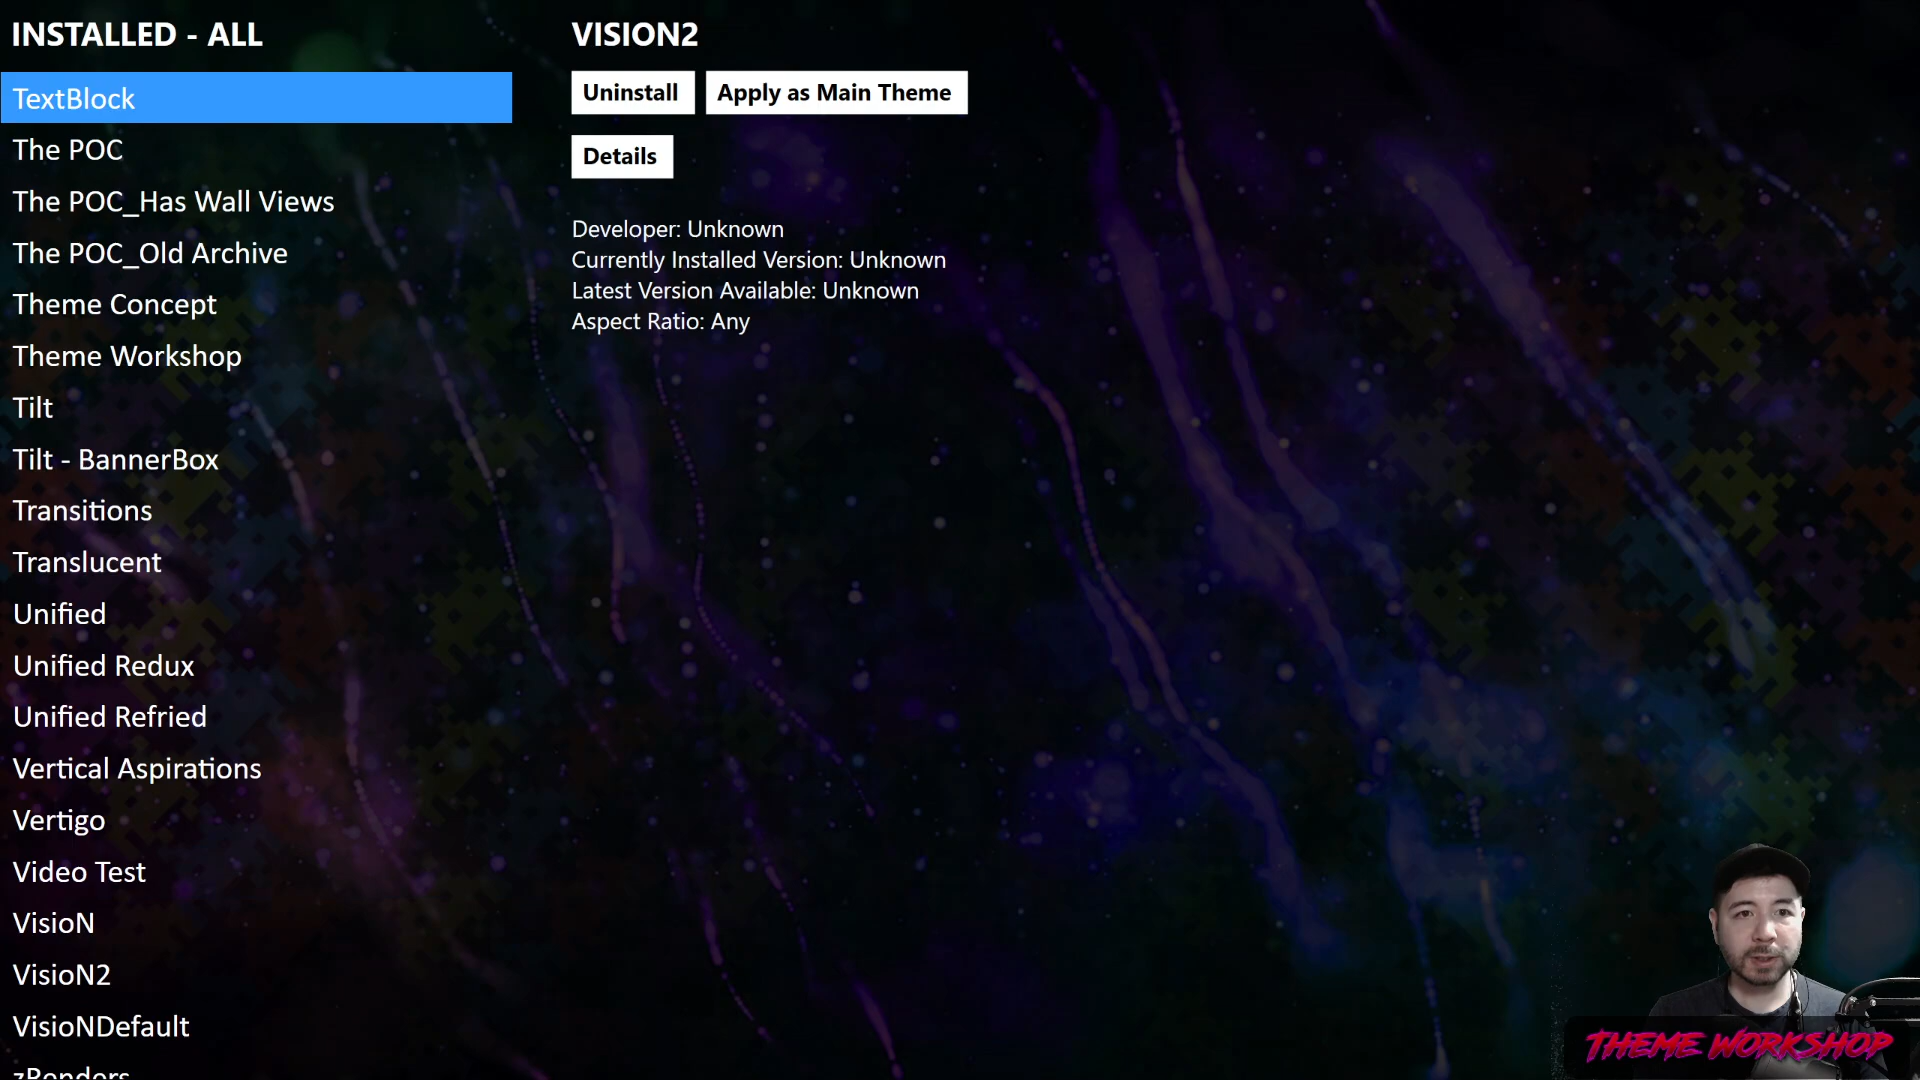 INSTALLED - ALL
TextBlock
The POC
The POC_Has Wall Views
The POC_Old Archive
Theme Concept
Theme Workshop
Tilt
Tilt - BannerBox
Transitions
Translucent
Unified
Unified Redux
Unified Refried
Vertical Aspirations
Vertigo
Video Test
VisioN
VisioN2
VisioNDefault
zRenders
VISION2
Uninstall
Apply as Main Theme
Details
Developer: Unknown
Currently Installed Version: Unknown
Latest Version Available: Unknown
Aspect Ratio: Any
THEME WORKSHOP